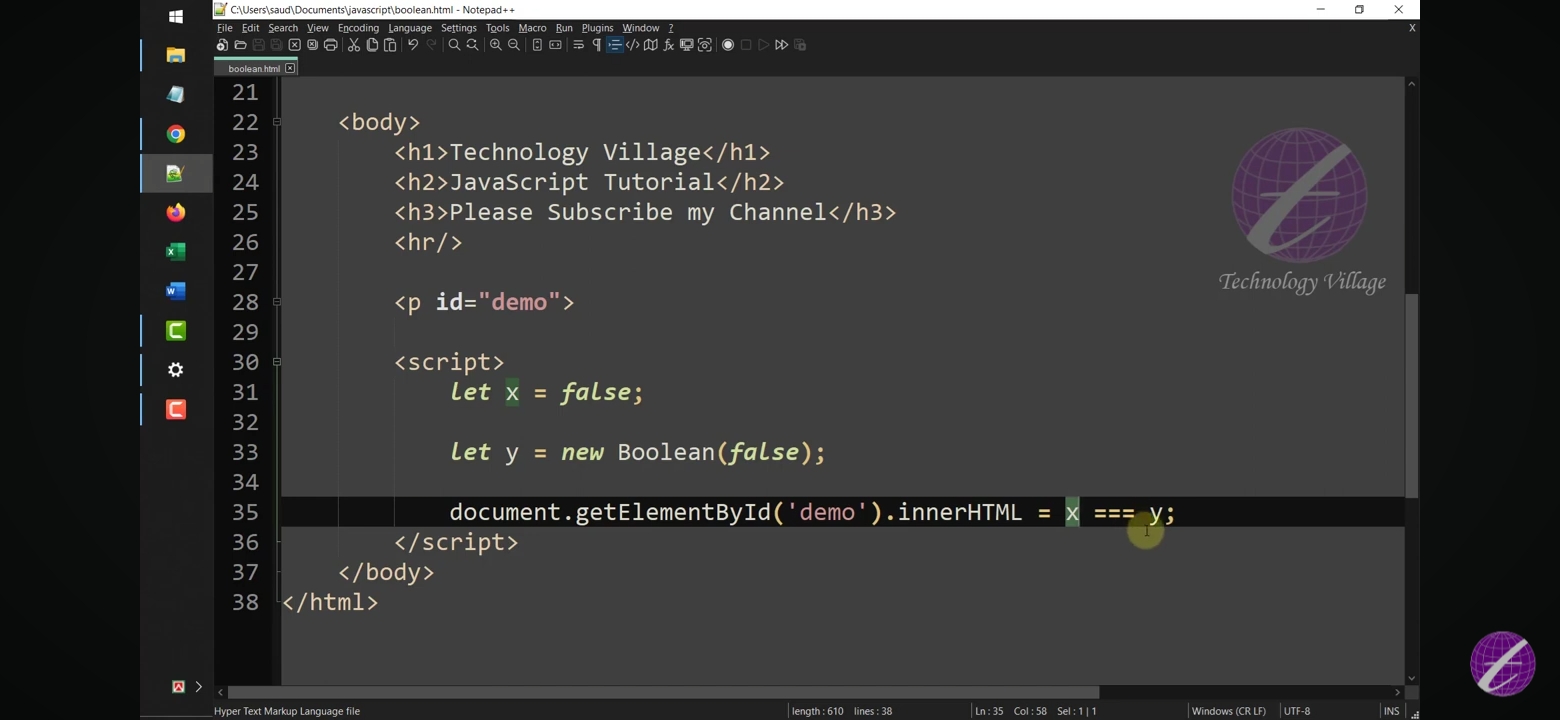 C:\Users\saud\Documents\javascript\boolean.html - Notepad++
File Edit Search View Encoding Language Settings Tools Macro Run Plugins Window ? X
boolean.html
21
22 <body>
23 <h1>Technology Village</h1>
24 <h2>JavaScript Tutorial</h2>
25 <h3>Please Subscribe my Channel</h3>
26 <hr/>
27
28 <p id="demo">
29
30 <script>
31 let x = false;
32
33 let y = new Boolean(false);
34
35 document.getElementById('demo').innerHTML = x === y;
36 </script>
37 </body>
38 </html>
Technology Village
Hyper Text Markup Language file length : 610 lines : 38 Ln : 35 Col : 58 Sel : 1 | 1 Windows (CR LF) UTF-8 INS